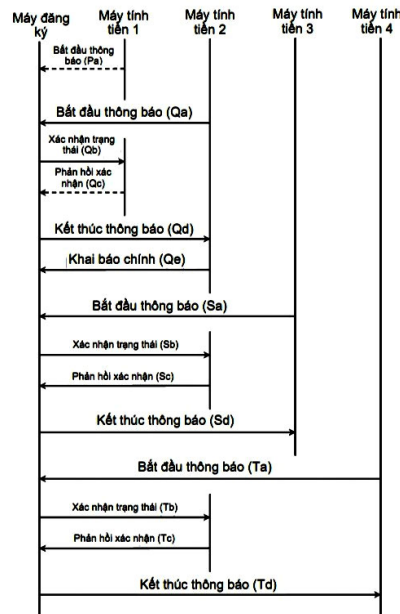 Máy đăng
ký
Máy tính
tiền 1
Máy tính
tiền 2
Máy tính
tiền 3
Máy tính
tiền 4
Bắt đầu thông
báo (Pa)
Bắt đầu thông báo (Qa)
Xác nhận trạng
thái (Qb)
Phản hồi xác
nhận (Qc)
Kết thúc thông báo (Qd)
Khai báo chính (Qe)
Bắt đầu thông báo (Sa)
Xác nhận trạng thái (Sb)
Phản hồi xác nhận (Sc)
Kết thúc thông báo (Sd)
Bắt đầu thông báo (Ta)
Xác nhận trạng thái (Tb)
Phản hồi xác nhận (Tc)
Kết thúc thông báo (Td)